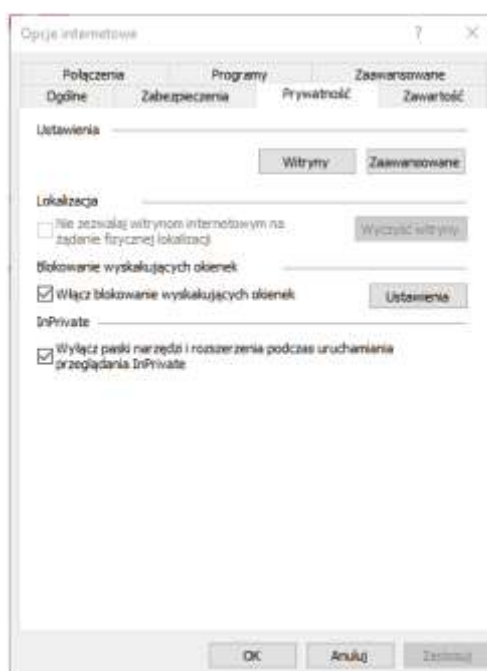 Opcje internetowe
Połączenia Programy Zaawansowane
Ogólne Zabezpieczenia Prywatność Zawartość
Ustawienia
Witryny Zaawansowane
Lokalizacja
Nie zezwalaj witrynom internetowym na
żądanie fizycznej lokalizacji
Wyczyść witryny
Blokowanie wyskakujących okienek
Włącz blokowanie wyskakujących okienek
Ustawienia
InPrivate
Wyłącz paski narzędzi i rozszerzenia podczas uruchamiania
przeglądania InPrivate
OK Anuluj Zastosuj